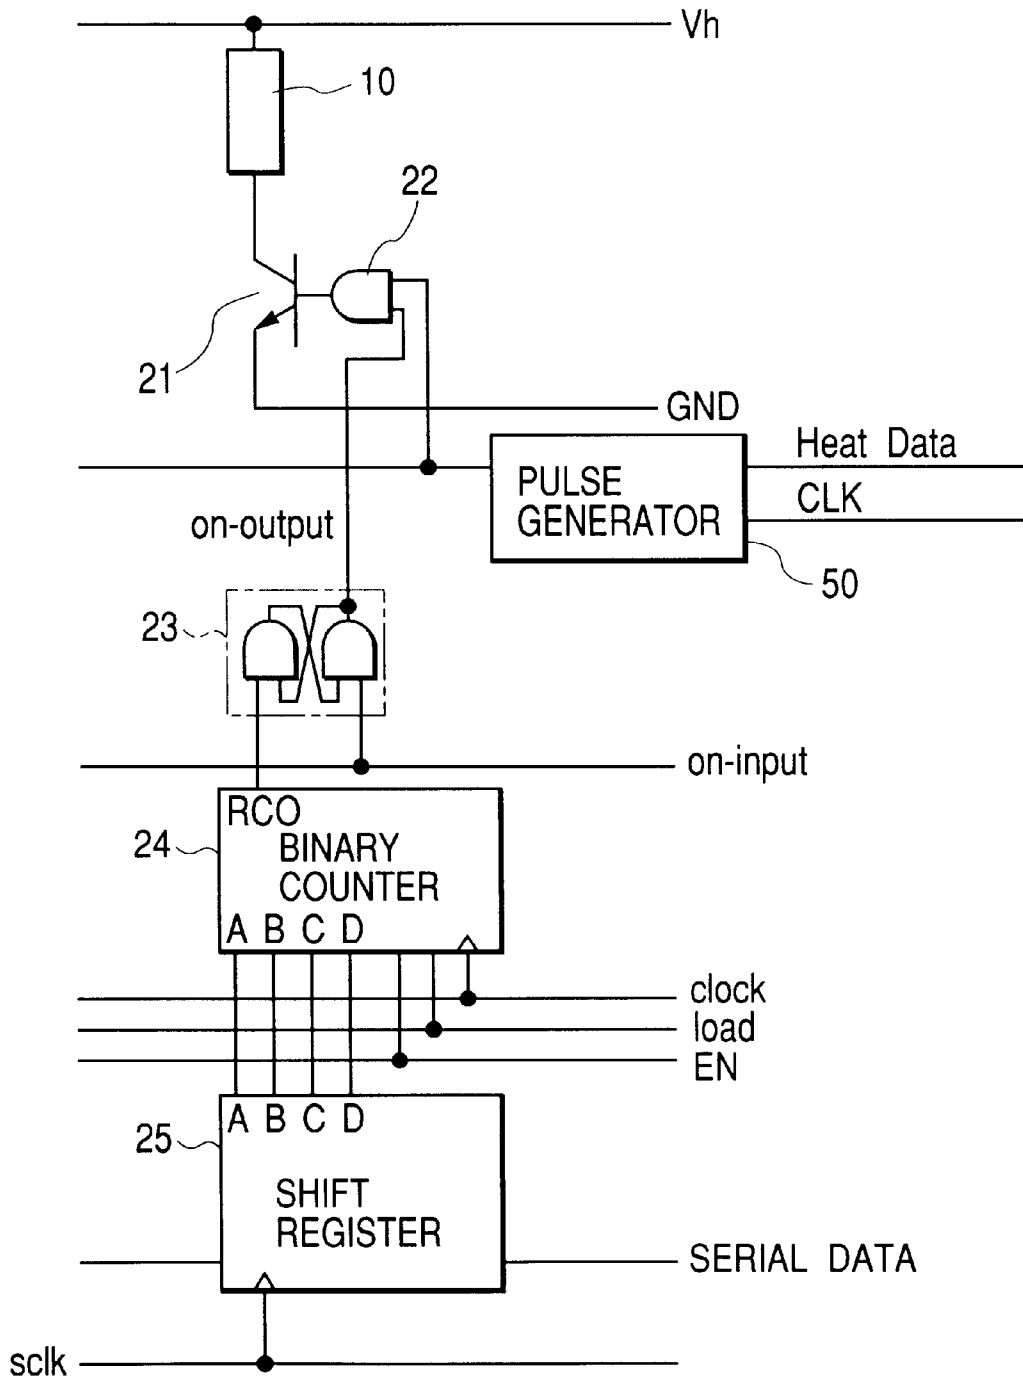 Vh
10
22
21
GND
Heat Data
PULSE
GENERATOR
CLK
on-output
50
23
on-input
RCO
24
BINARY
COUNTER
A B C D
clock
load
EN
A B C D
25
SHIFT
REGISTER
SERIAL DATA
sclk